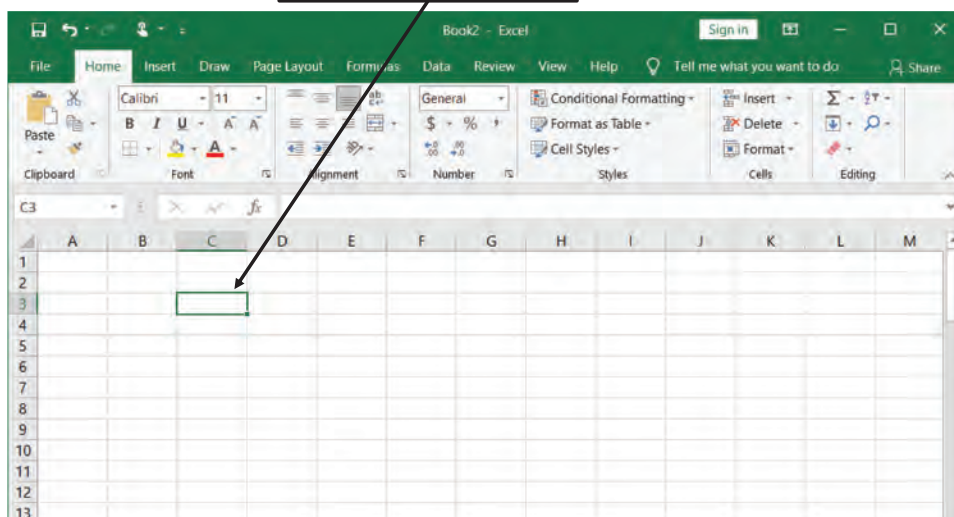 Book2 - Excel
Sign in
File Home Insert Draw Page Layout Formulas Data Review View Help Tell me what you want to do Share
Calibri 11 ab General Conditional Formatting Insert Σ
Paste B I U A A $ % , Format as Table Delete
A Cell Styles Format
Clipboard Font Alignment Number Styles Cells Editing
C3 fx
A B C D E F G H I J K L M
1
2
3
4
5
6
7
8
9
10
11
12
13